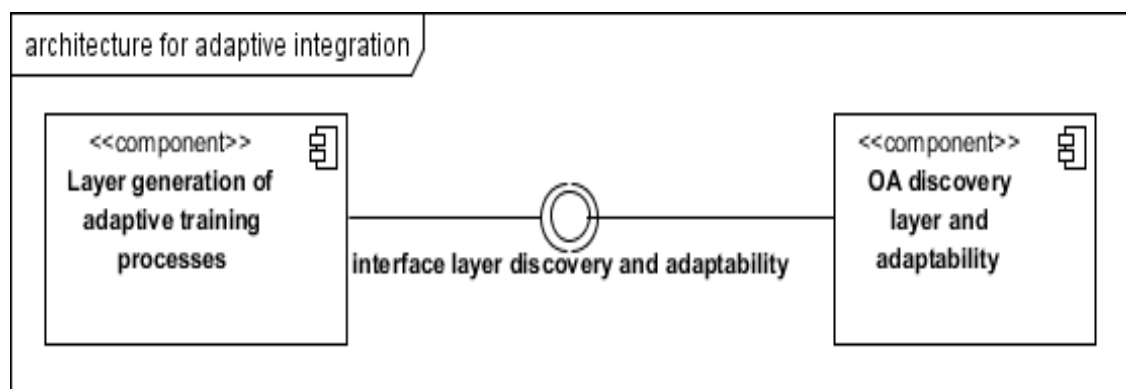 architecture for adaptive integration
<<component>>
Layer generation of
adaptive training
processes
interface layer discovery and adaptability
<<component>>
OA discovery
layer and
adaptability